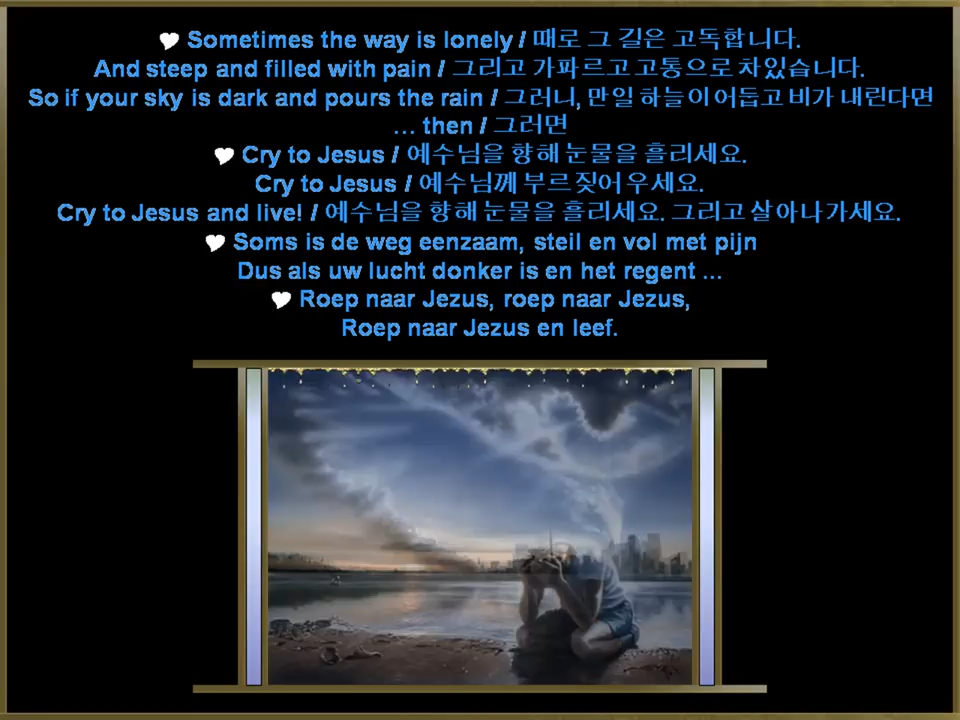 Sometimes the way is lonely / 때로 그 길은 고독합니다.
And steep and filled with pain / 그리고 가파르고 고통으로 차있습니다.
So if your sky is dark and pours the rain / 그러니, 만일 하늘이 어둡고 비가 내린다면
... then / 그러면
Cry to Jesus / 예수님을 향해 눈물을 흘리세요.
Cry to Jesus / 예수님께 부르짖어 우세요.
Cry to Jesus and live! / 예수님을 향해 눈물을 흘리세요. 그리고 살아나가세요.
Soms is de weg eenzaam, steil en vol met pijn
Dus als uw lucht donker is en het regent ...
Roep naar Jezus, roep naar Jezus,
Roep naar Jezus en leef.